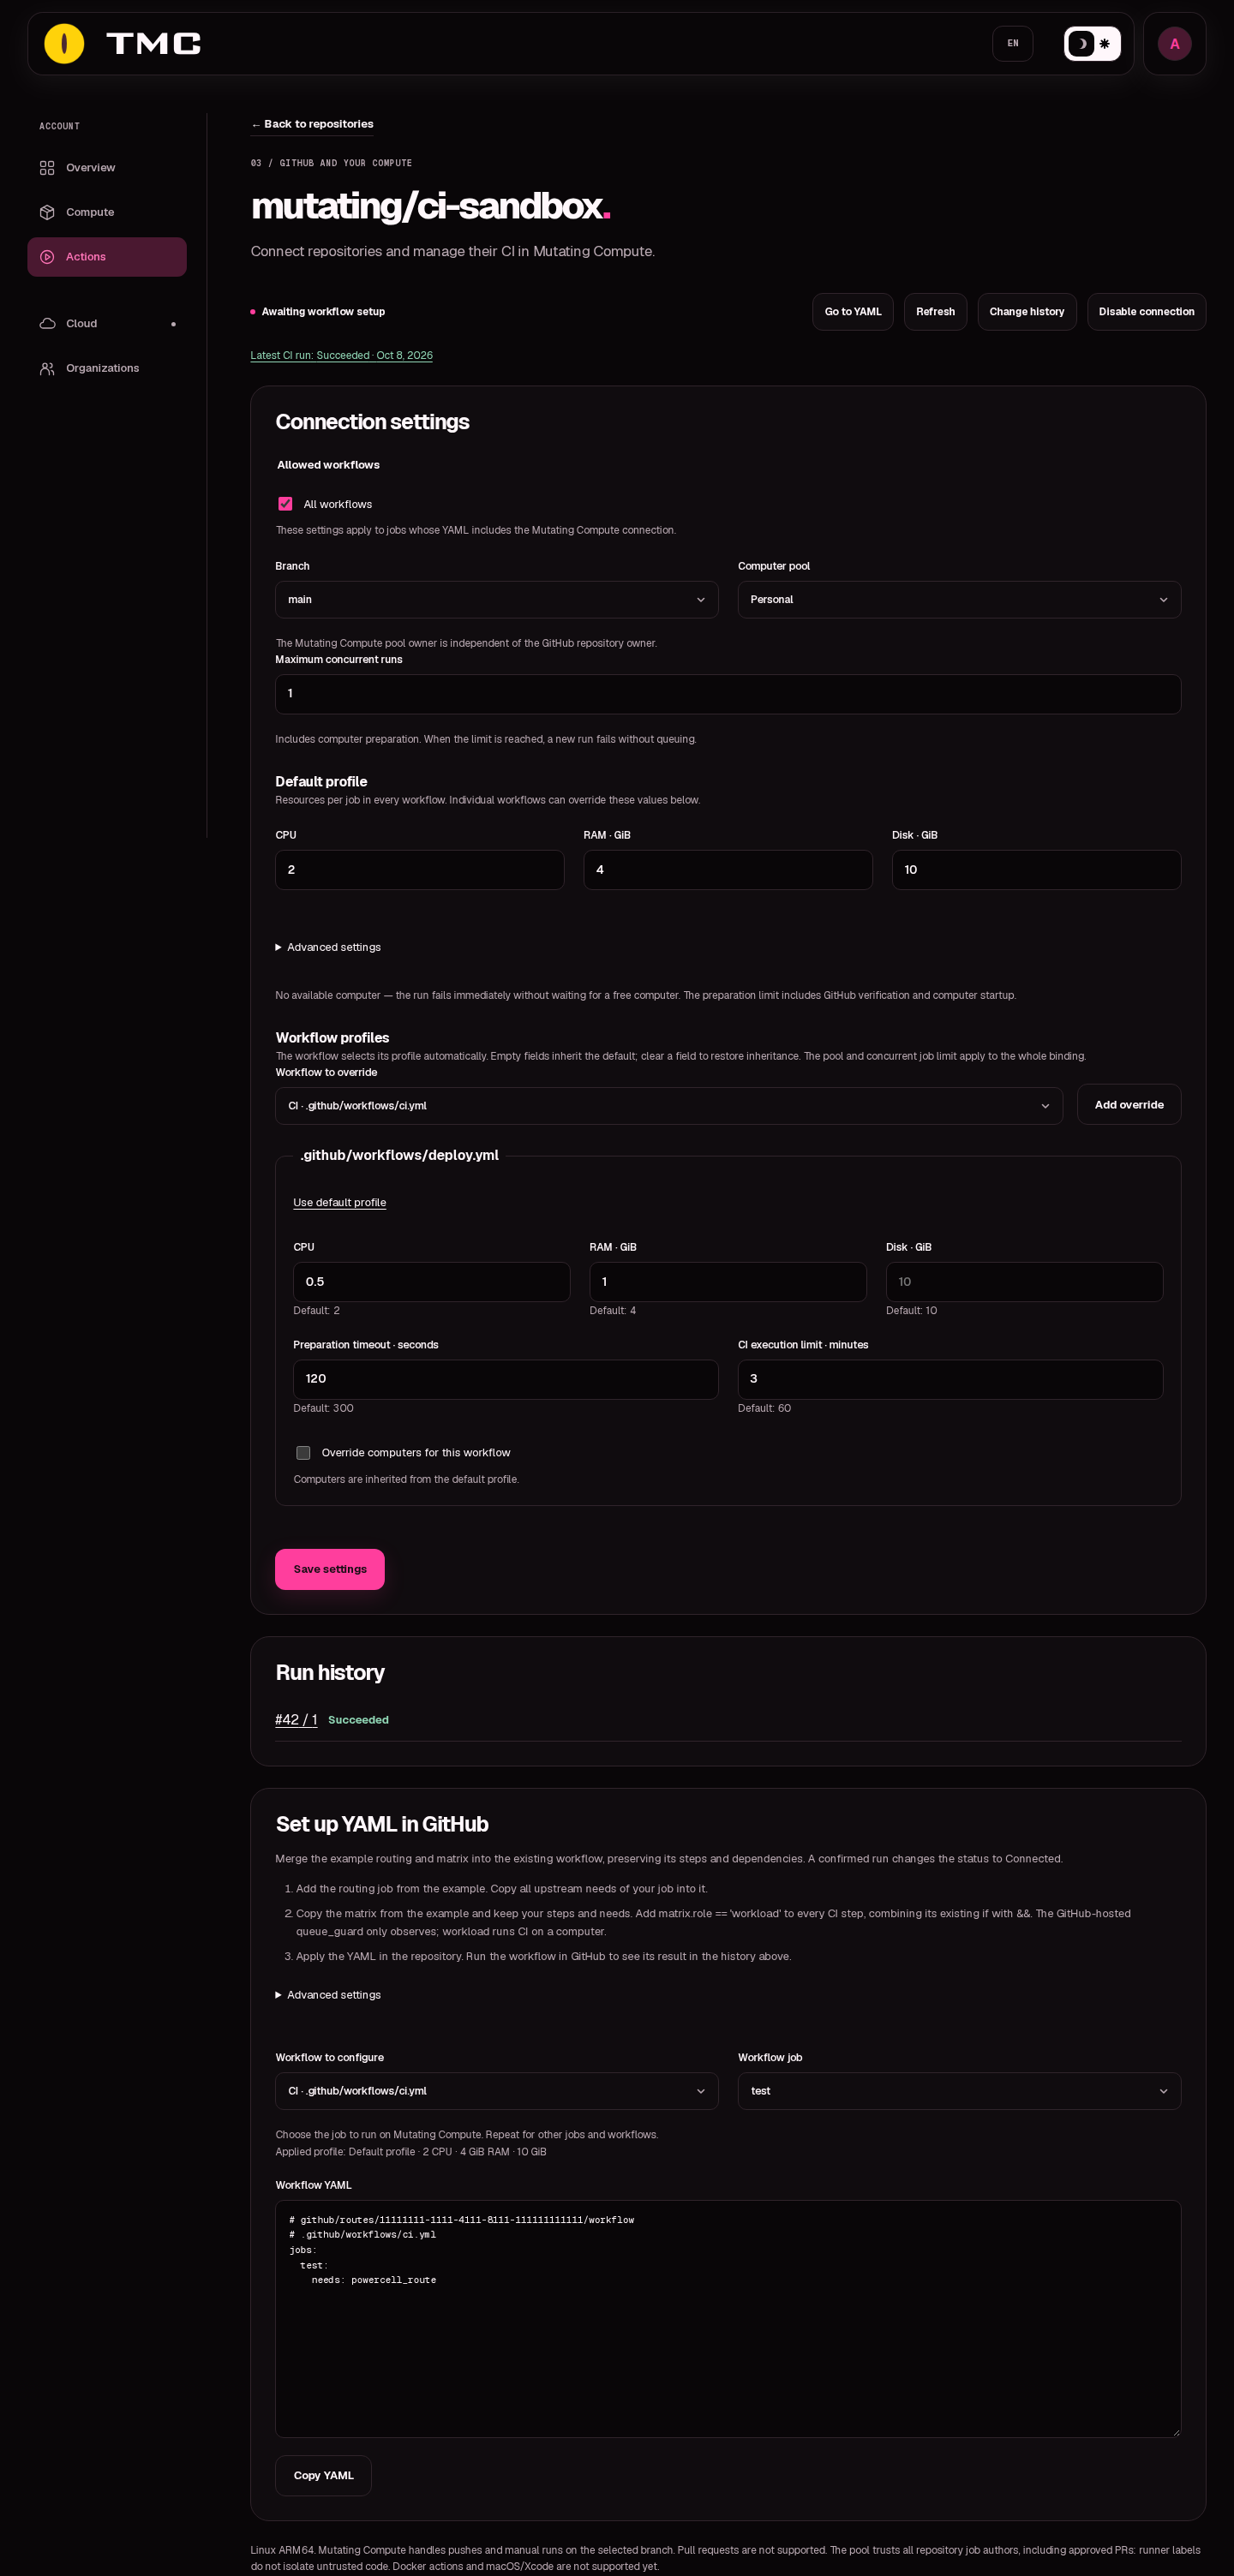 TMC
EN
A
ACCOUNT
Overview
Compute
Actions
Cloud
Organizations
← Back to repositories
03 / GITHUB AND YOUR COMPUTE
mutating/ci-sandbox.
Connect repositories and manage their CI in Mutating Compute.
Awaiting workflow setup
Go to YAML
Refresh
Change history
Disable connection
Latest CI run: Succeeded · Oct 8, 2026
Connection settings
Allowed workflows
All workflows
These settings apply to jobs whose YAML includes the Mutating Compute connection.
Branch
Computer pool
main
Personal
The Mutating Compute pool owner is independent of the GitHub repository owner.
Maximum concurrent runs
1
Includes computer preparation. When the limit is reached, a new run fails without queuing.
Default profile
Resources per job in every workflow. Individual workflows can override these values below.
CPU
RAM · GiB
Disk · GiB
2
4
10
Advanced settings
No available computer — the run fails immediately without waiting for a free computer. The preparation limit includes GitHub verification and computer startup.
Workflow profiles
The workflow selects its profile automatically. Empty fields inherit the default; clear a field to restore inheritance. The pool and concurrent job limit apply to the whole binding.
Workflow to override
CI · .github/workflows/ci.yml
Add override
.github/workflows/deploy.yml
Use default profile
CPU
RAM · GiB
Disk · GiB
0.5
1
10
Default: 2
Default: 4
Default: 10
Preparation timeout · seconds
CI execution limit · minutes
120
3
Default: 300
Default: 60
Override computers for this workflow
Computers are inherited from the default profile.
Save settings
Run history
#42 / 1 Succeeded
Set up YAML in GitHub
Merge the example routing and matrix into the existing workflow, preserving its steps and dependencies. A confirmed run changes the status to Connected.
1. Add the routing job from the example. Copy all upstream needs of your job into it.
2. Copy the matrix from the example and keep your steps and needs. Add matrix.role == 'workload' to every CI step, combining its existing if with &&. The GitHub-hosted
queue_guard only observes; workload runs CI on a computer.
3. Apply the YAML in the repository. Run the workflow in GitHub to see its result in the history above.
Advanced settings
Workflow to configure
Workflow job
CI · .github/workflows/ci.yml
test
Choose the job to run on Mutating Compute. Repeat for other jobs and workflows.
Applied profile: Default profile · 2 CPU · 4 GiB RAM · 10 GiB
Workflow YAML
# github/routes/11111111-1111-4111-8111-111111111111/workflow
# .github/workflows/ci.yml
jobs:
  test:
    needs: powercell_route
Copy YAML
Linux ARM64. Mutating Compute handles pushes and manual runs on the selected branch. Pull requests are not supported. The pool trusts all repository job authors, including approved PRs: runner labels
do not isolate untrusted code. Docker actions and macOS/Xcode are not supported yet.